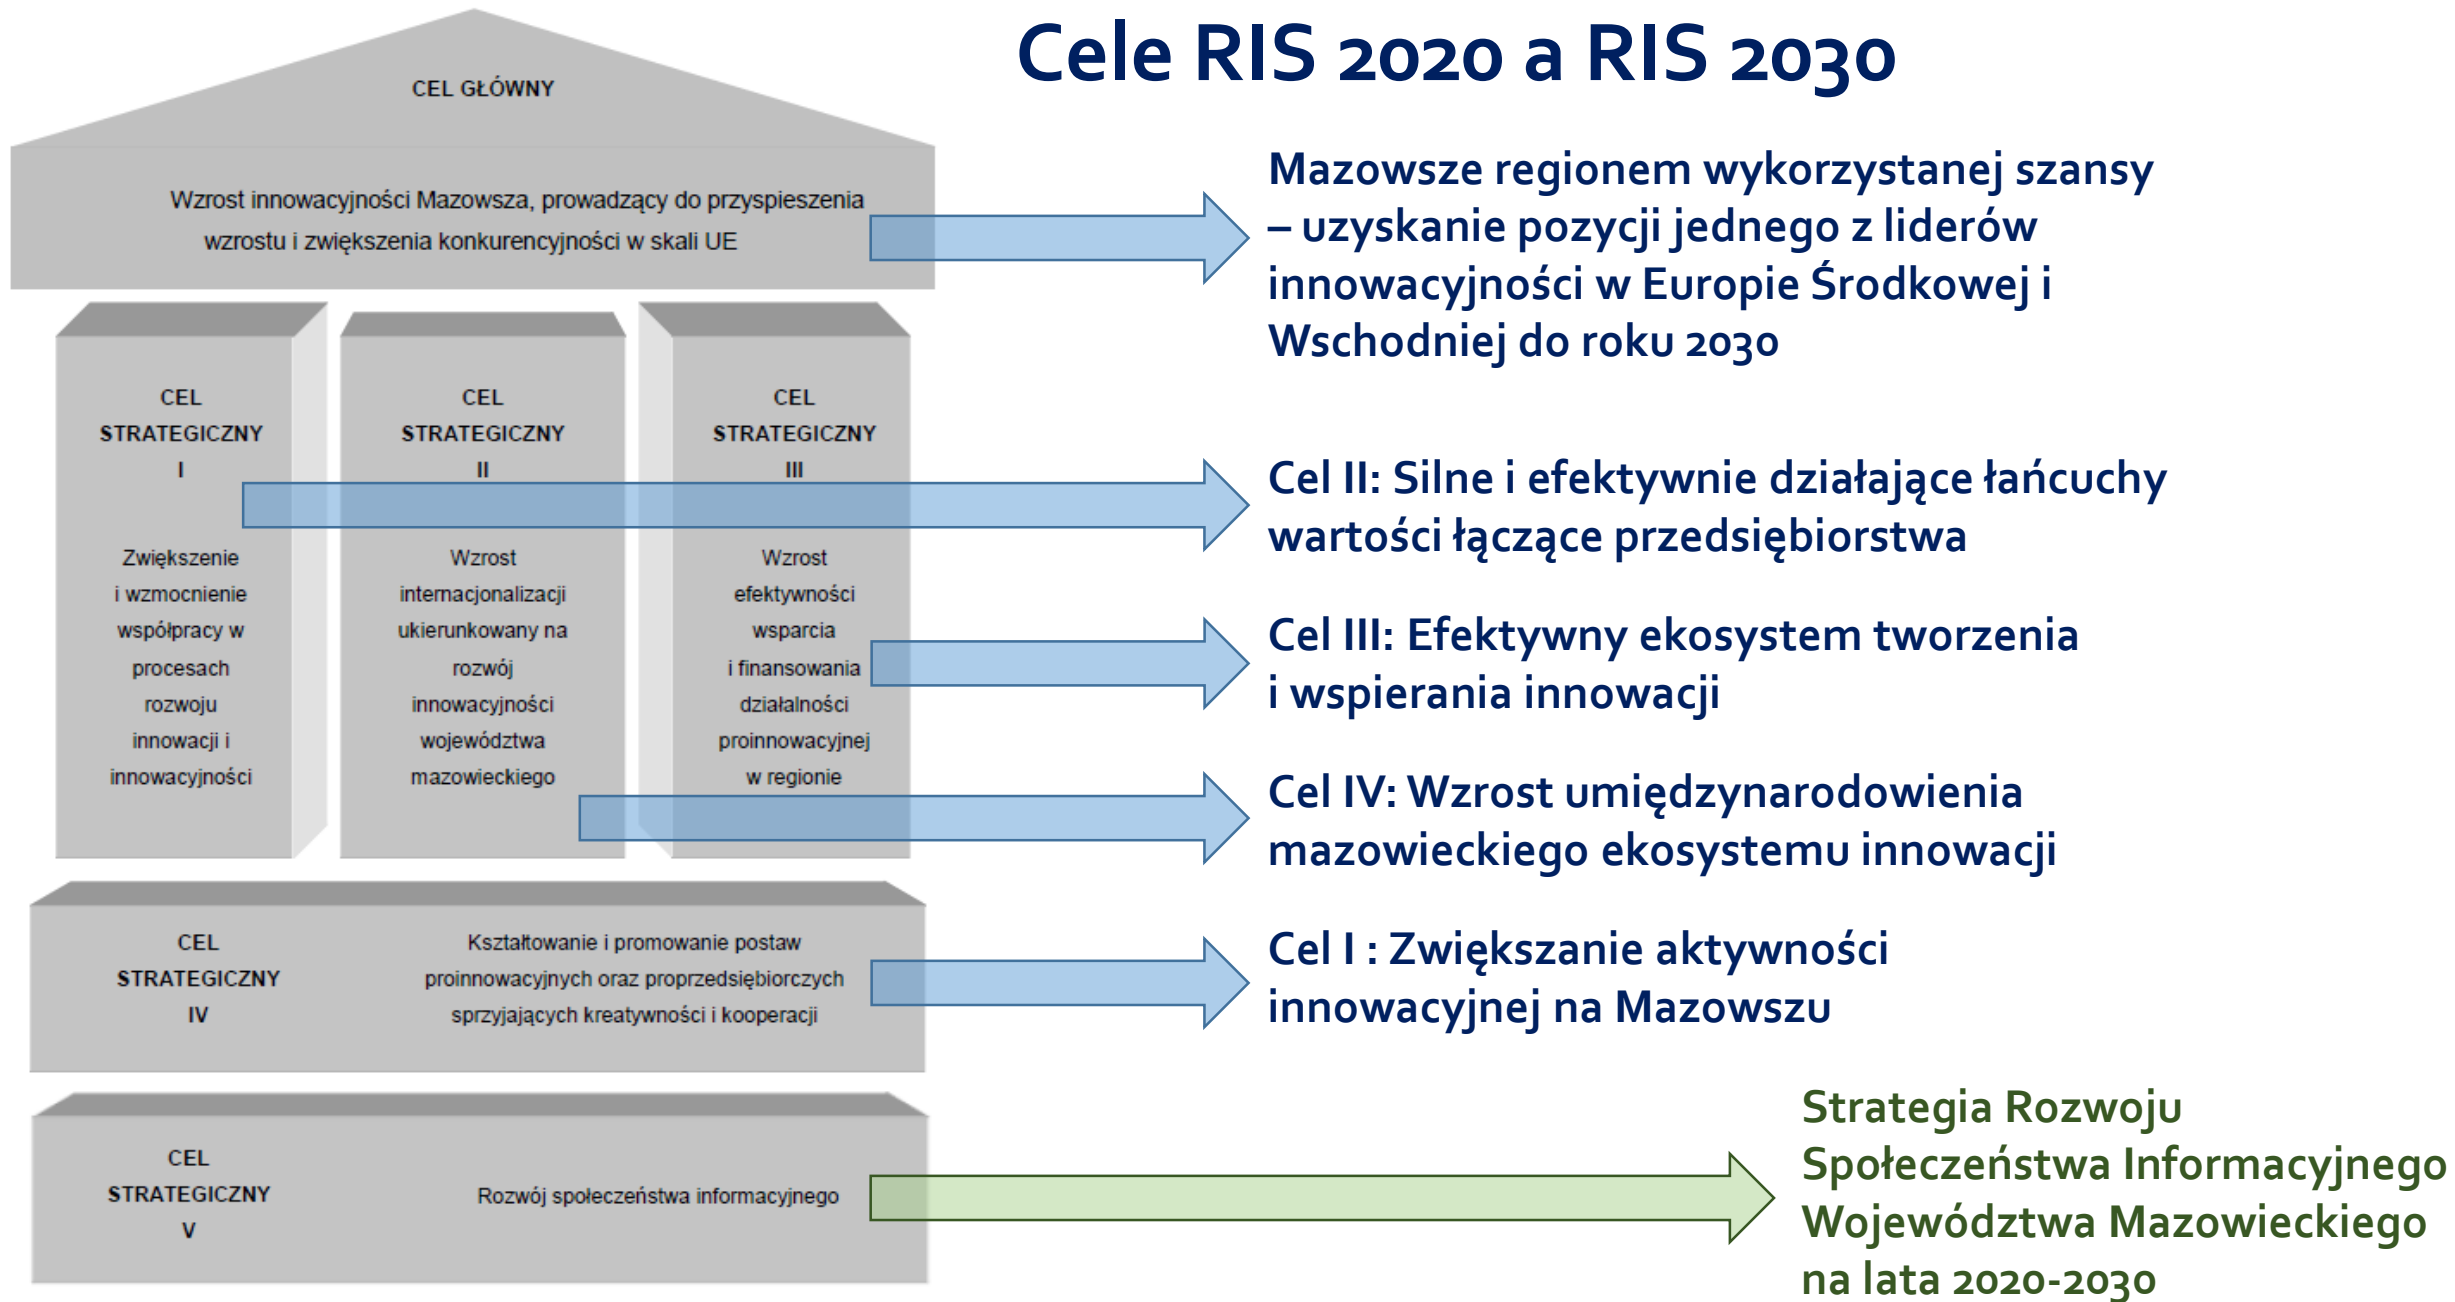 Cele RIS 2020 a RIS 2030
CEL GŁÓWNY
Wzrost innowacyjności Mazowsza, prowadzący do przyspieszenia
wzrostu i zwiększenia konkurencyjności w skali UE
Mazowsze regionem wykorzystanej szansy
– uzyskanie pozycji jednego z liderów
innowacyjności w Europie Środkowej i
Wschodniej do roku 2030
CEL
STRATEGICZNY
I
Zwiększenie
i wzmocnienie
współpracy w
procesach
rozwoju
innowacji i
innowacyjności
CEL
STRATEGICZNY
II
Wzrost
internacjonalizacji
ukierunkowany na
rozwój
innowacyjności
województwa
mazowieckiego
CEL
STRATEGICZNY
III
Wzrost
efektywności
wsparcia
i finansowania
działalności
proinnowacyjnej
w regionie
Cel II: Silne i efektywnie działające łańcuchy
wartości łączące przedsiębiorstwa
Cel III: Efektywny ekosystem tworzenia
i wspierania innowacji
Cel IV: Wzrost umiędzynarodowienia
mazowieckiego ekosystemu innowacji
CEL
STRATEGICZNY
IV
Kształtowanie i promowanie postaw
proinnowacyjnych oraz proprzedsiębiorczych
sprzyjających kreatywności i kooperacji
Cel I : Zwiększanie aktywności
innowacyjnej na Mazowszu
CEL
STRATEGICZNY
V
Rozwój społeczeństwa informacyjnego
Strategia Rozwoju
Społeczeństwa Informacyjnego
Województwa Mazowieckiego
na lata 2020-2030